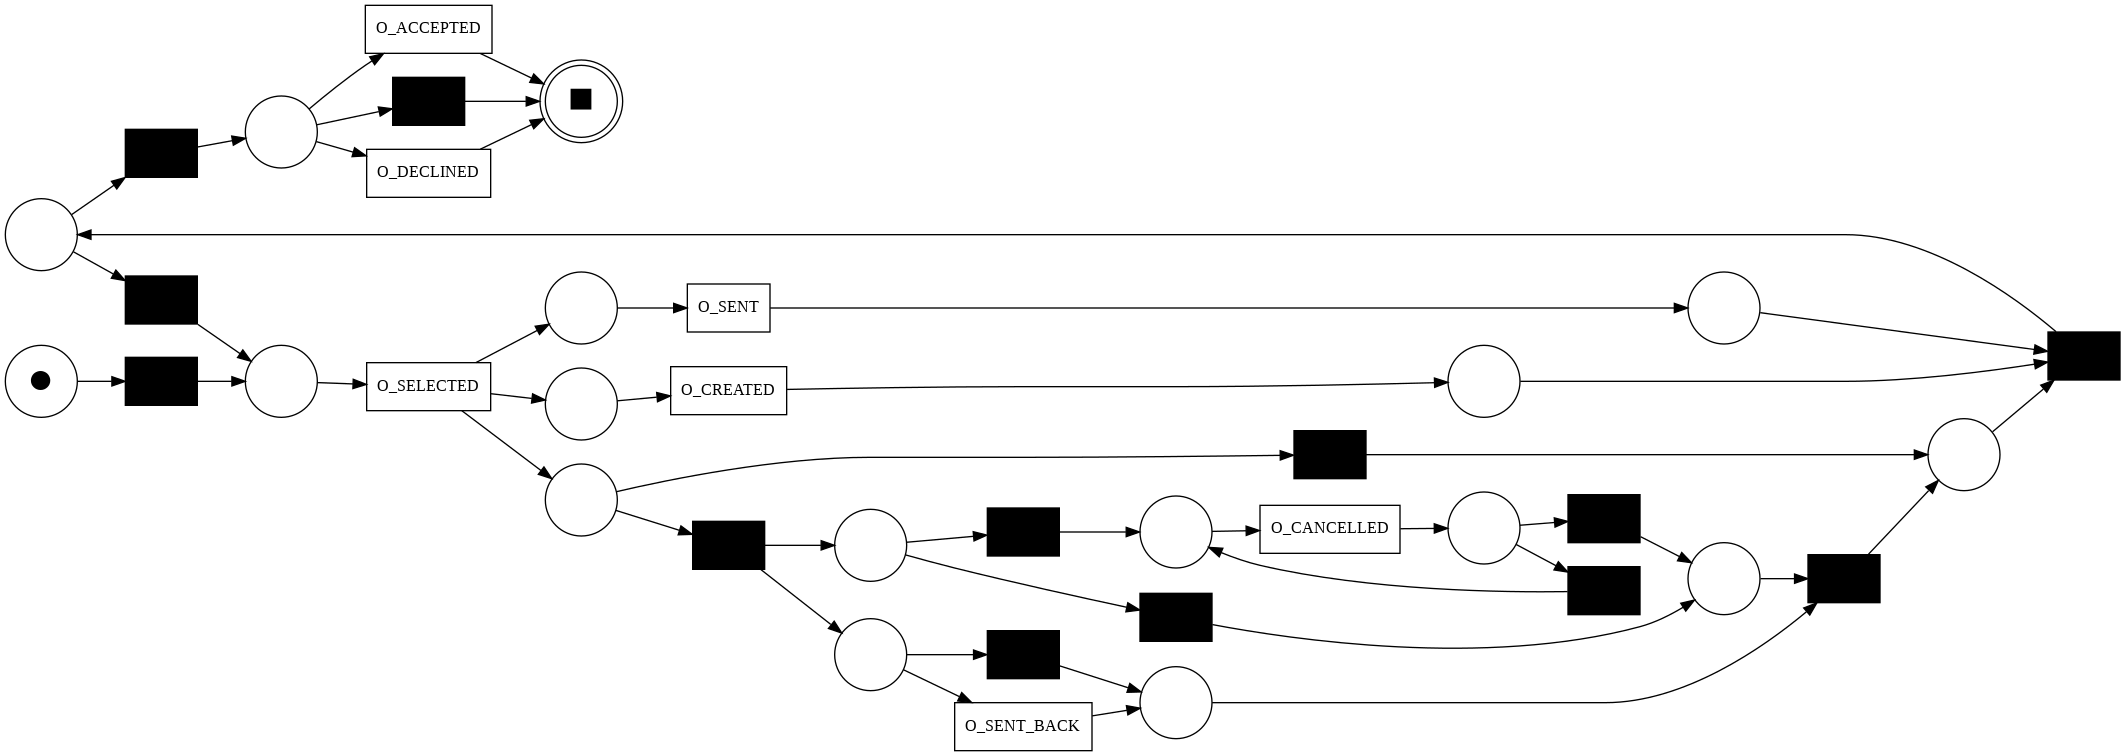 O_ACCEPTED
O_DECLINED
O_SENT
O_SELECTED
O_CREATED
O_CANCELLED
O_SENT_BACK